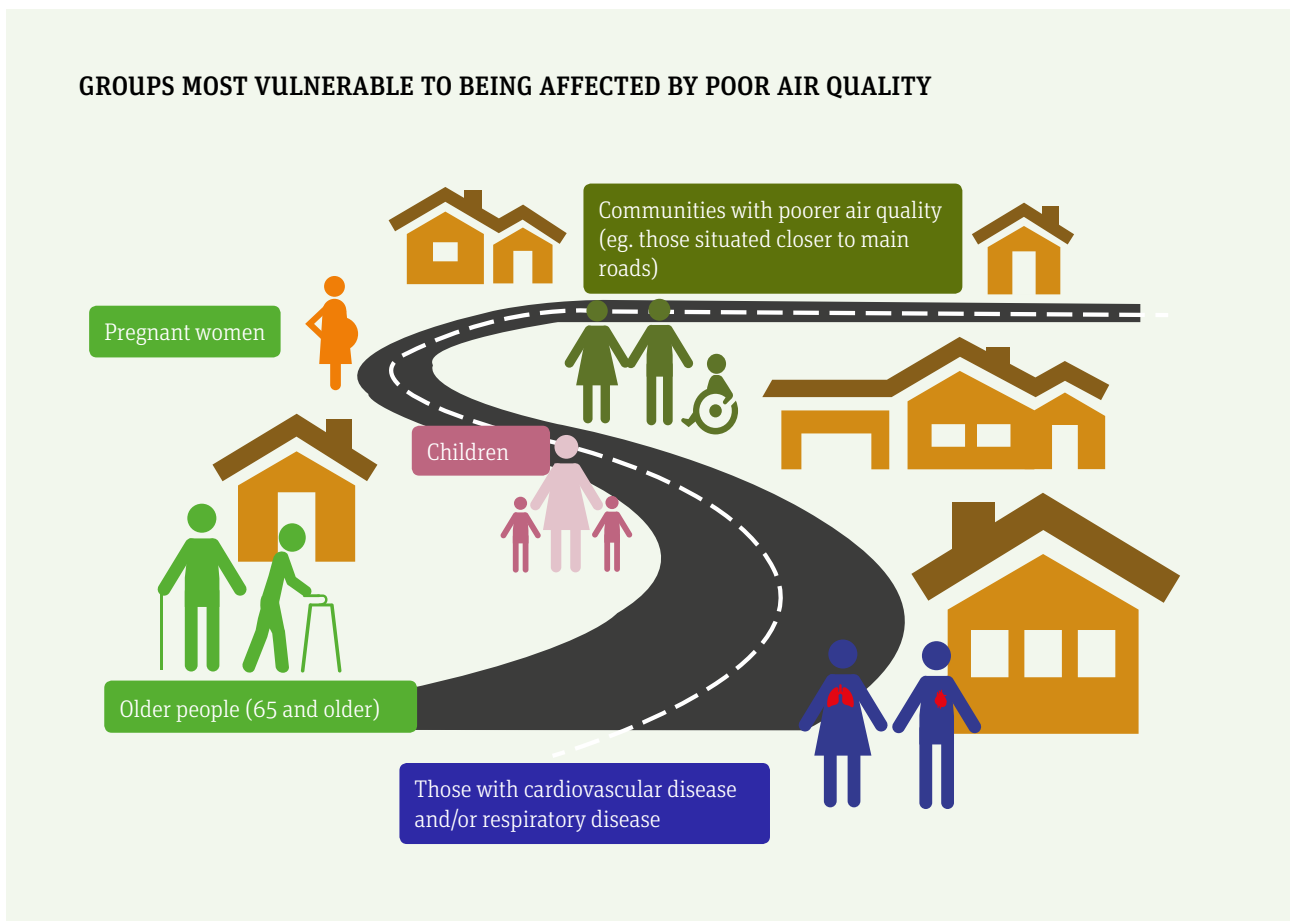 GROUPS MOST VULNERABLE TO BEING AFFECTED BY POOR AIR QUALITY
Communities with poorer air quality
(eg. those situated closer to main
roads)
Pregnant women
Children
Older people (65 and older)
Those with cardiovascular disease
and/or respiratory disease